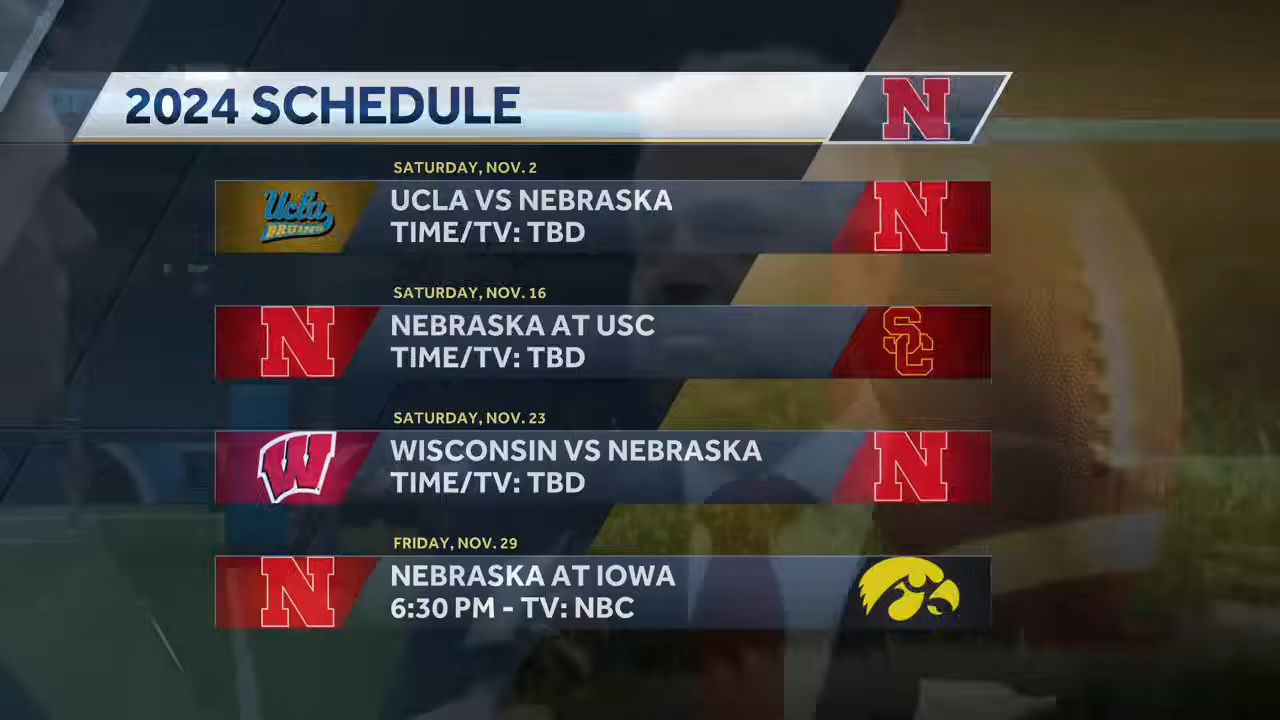 2024 SCHEDULE
N
SATURDAY, NOV. 2
Ucla
BRUINS
UCLA VS NEBRASKA
TIME/TV: TBD
N
SATURDAY, NOV. 16
N
NEBRASKA AT USC
TIME/TV: TBD
SC
SATURDAY, NOV. 23
W
WISCONSIN VS NEBRASKA
TIME/TV: TBD
N
FRIDAY, NOV. 29
N
NEBRASKA AT IOWA
6:30 PM - TV: NBC